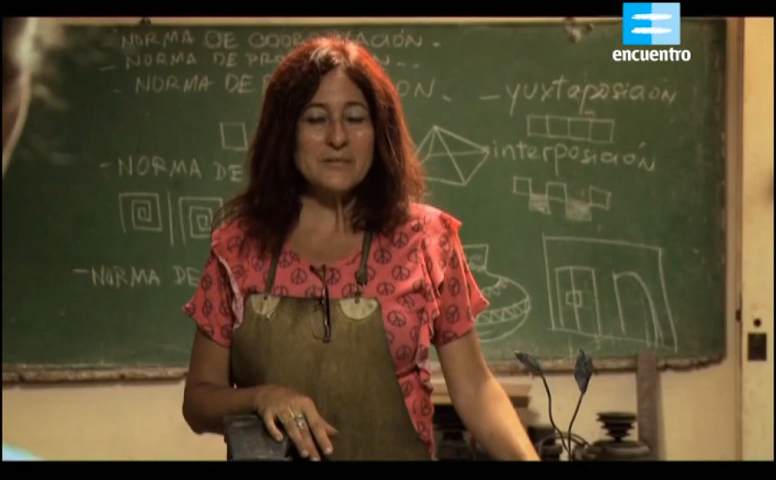 encuentro
-NORMA DE
-NORMA DE
-NORMA DE
-yuxtaposición
-NORMA DE
interposición
-NORMA DE